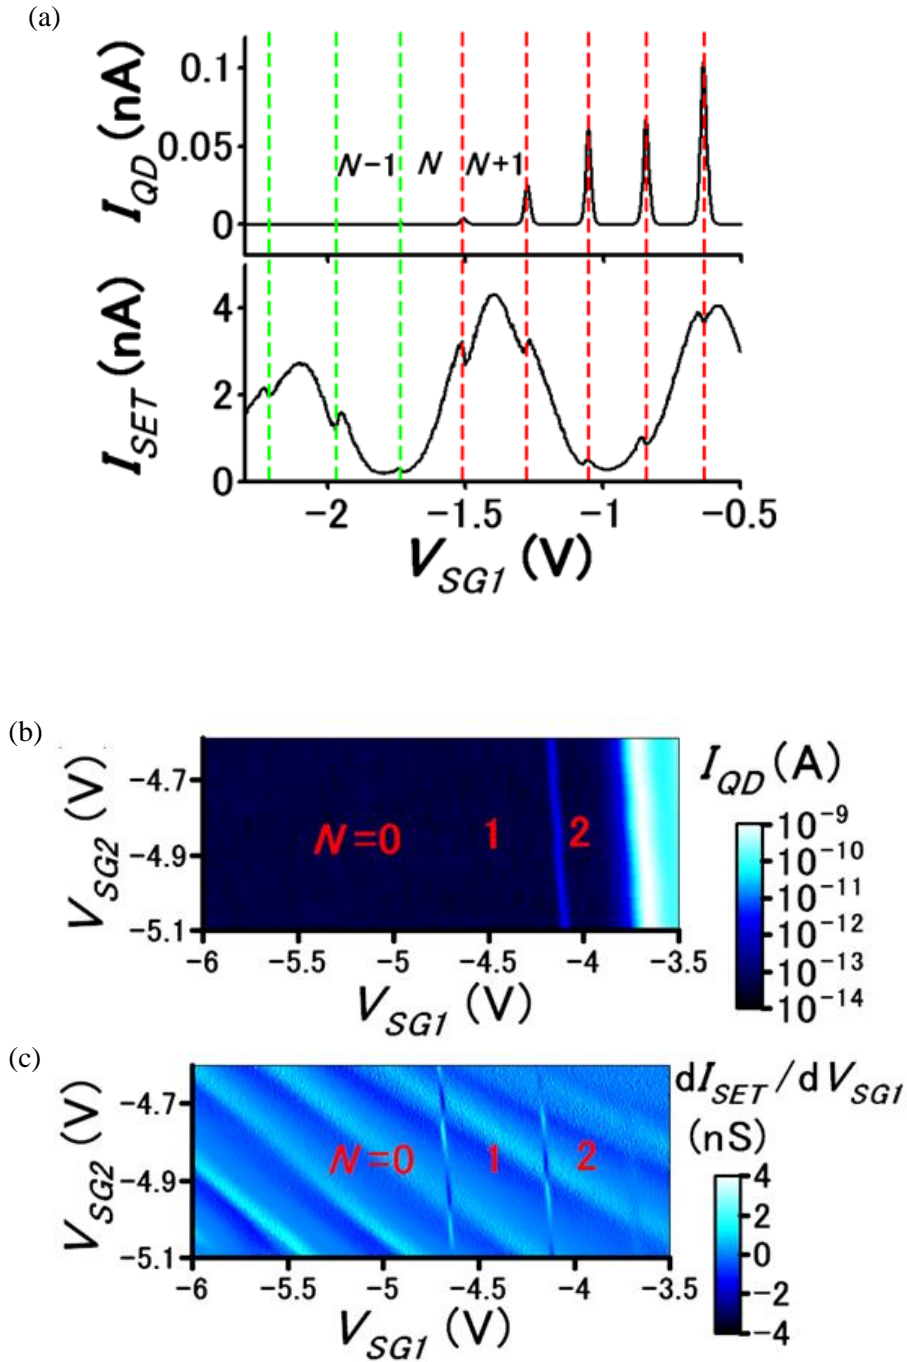 (a)
I_QD (nA)
0.1
0.05
0
N−1 N N+1
I_SET (nA)
4
2
0
−2 −1.5 −1 −0.5
V_SG1 (V)
(b)
V_SG2 (V)
−4.7
−4.9
−5.1
N=0 1 2
−6 −5.5 −5 −4.5 −4 −3.5
V_SG1 (V)
I_QD (A)
10^−9
10^−10
10^−11
10^−12
10^−13
10^−14
(c)
V_SG2 (V)
−4.7
−4.9
−5.1
N=0 1 2
−6 −5.5 −5 −4.5 −4 −3.5
V_SG1 (V)
dI_SET/dV_SG1
(nS)
4
2
0
−2
−4